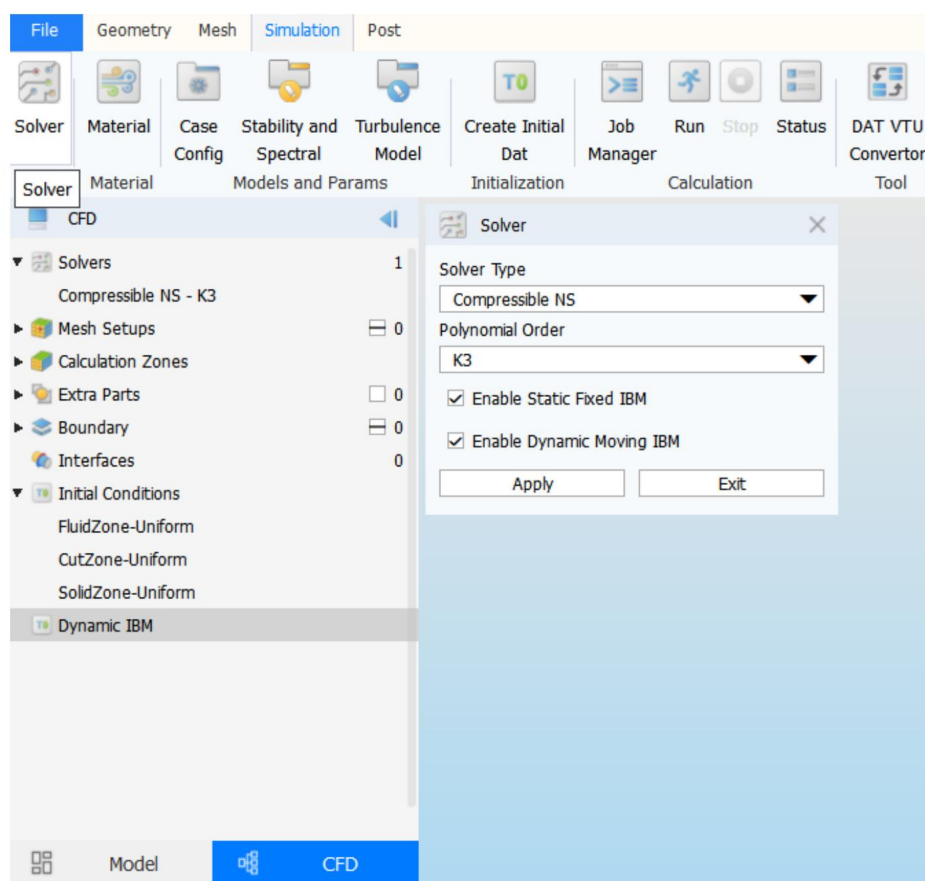 File Geometry Mesh Simulation Post
Solver Material Case Config Stability and Spectral Turbulence Model Create Initial Dat Job Manager Run Stop Status DAT VTU Convertor
Solver Material Models and Params Initialization Calculation Tool
CFD
Solvers 1
Compressible NS - K3
Mesh Setups 0
Calculation Zones
Extra Parts 0
Boundary 0
Interfaces 0
Initial Conditions
FluidZone-Uniform
CutZone-Uniform
SolidZone-Uniform
Dynamic IBM
Model CFD
Solver
Solver Type
Compressible NS
Polynomial Order
K3
Enable Static Fixed IBM
Enable Dynamic Moving IBM
Apply Exit